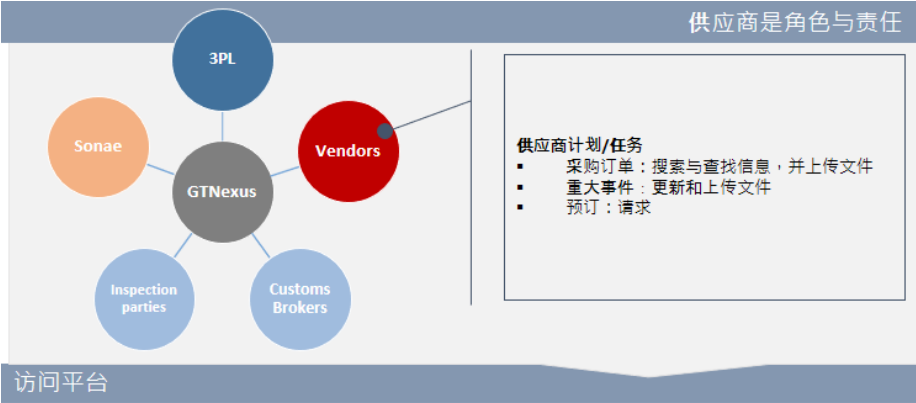 供应商是角色与责任
3PL
Sonae
Vendors
GTNexus
Inspection
parties
Customs
Brokers
供应商计划/任务
▪ 采购订单：搜索与查找信息，并上传文件
▪ 重大事件：更新和上传文件
▪ 预订：请求
访问平台